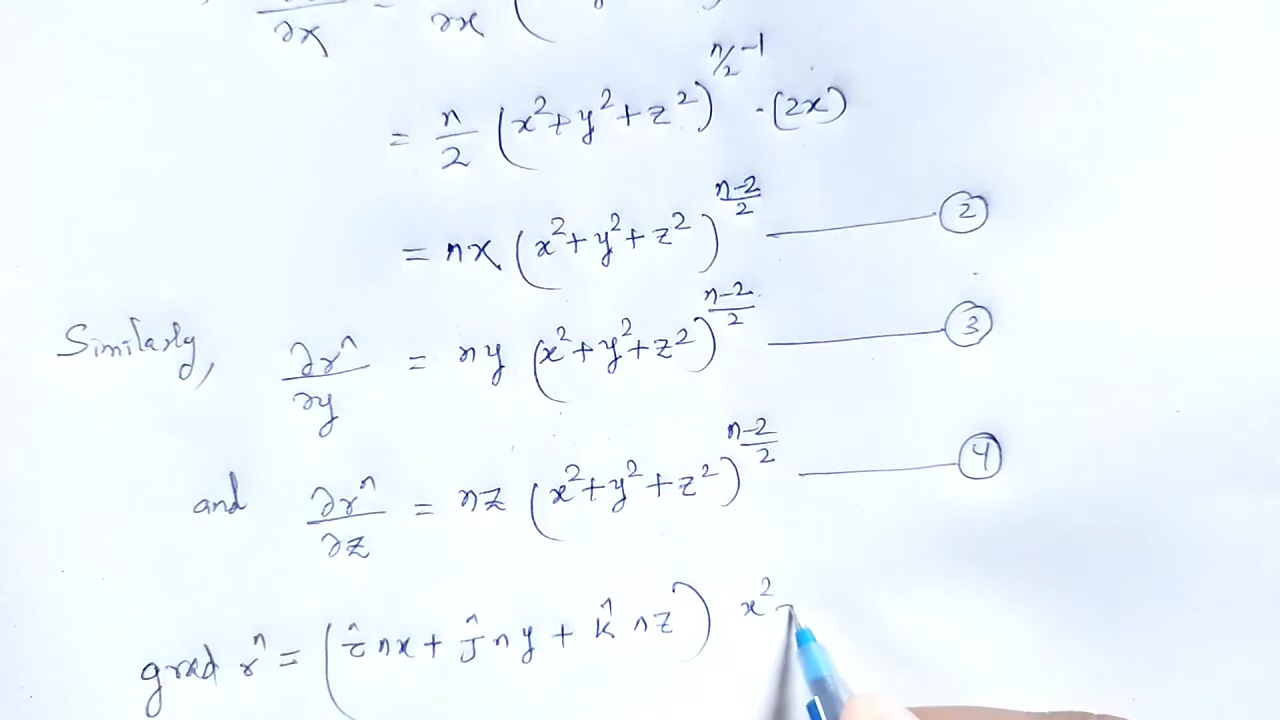 ∂x = ∂x (
= n/2 (x²+y²+z²)^(n/2-1) · (2x)
= nx (x²+y²+z²)^((n-2)/2) —— ②
Similarly, ∂rⁿ/∂y = ny (x²+y²+z²)^((n-2)/2) —— ③
and ∂rⁿ/∂z = nz (x²+y²+z²)^((n-2)/2) —— ④
grad rⁿ = (î nx + ĵ ny + k̂ nz) x²